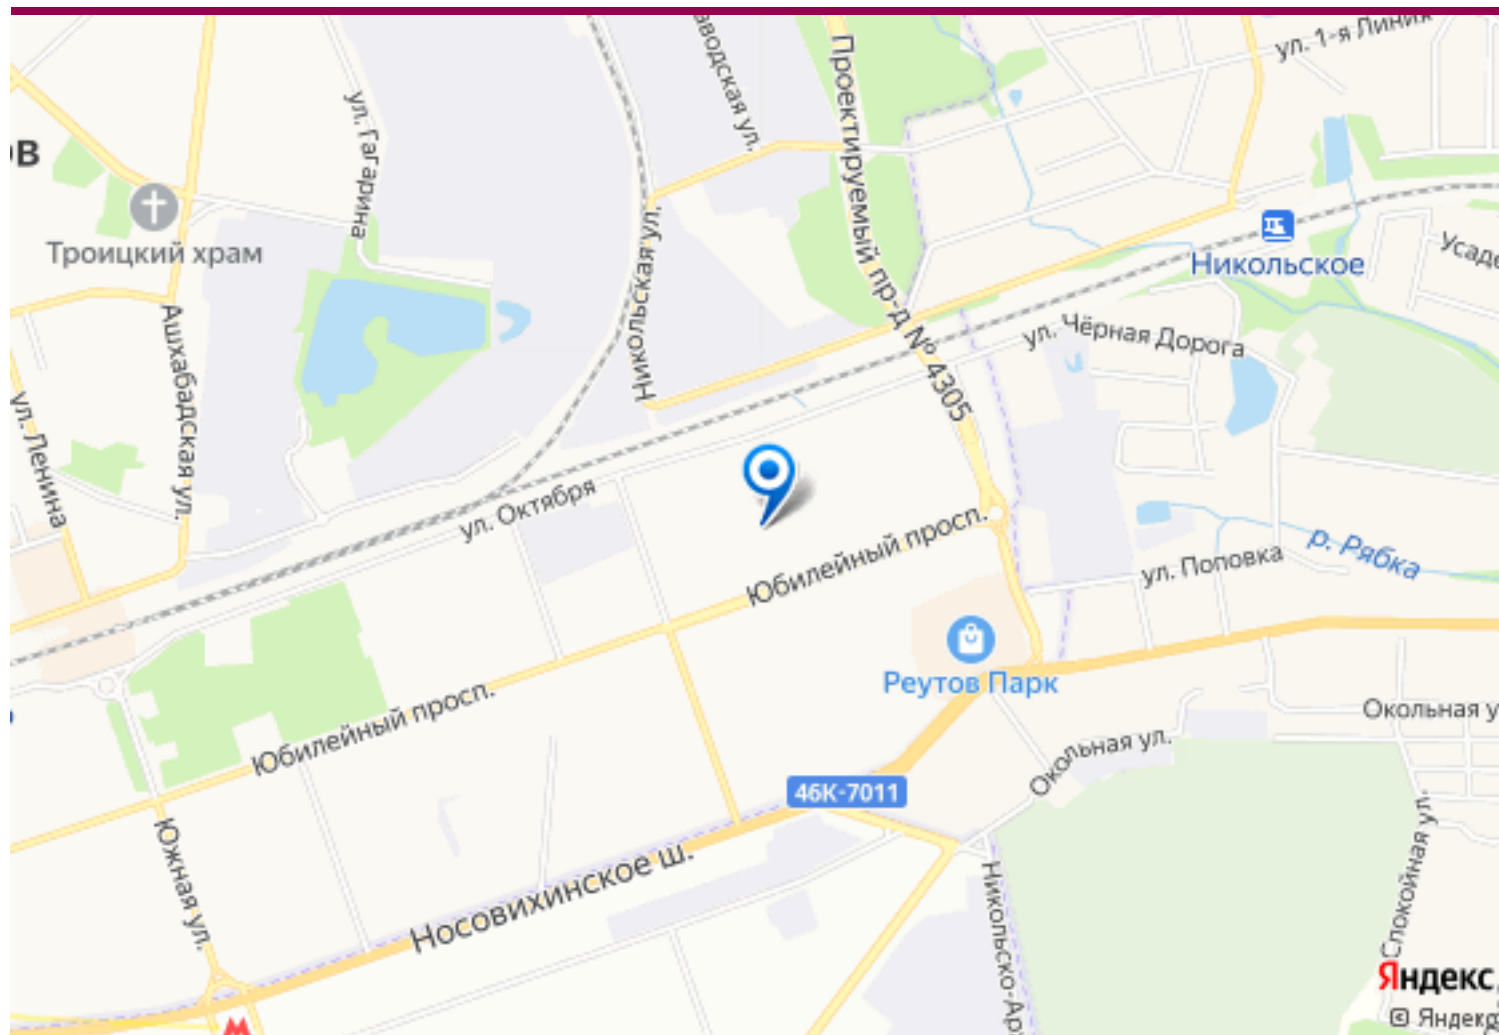 ул. 1-я Линия
аводская ул.
Проектируемый пр-д № 4305
ул. Гагарина
ов
Троицкий храм
Никольская ул.
Никольское
Усаде
ул. Чёрная Дорога
Ашхабадская ул.
ул. Ленина
ул. Октября
Юбилейный просп.
р. Рябка
ул. Поповка
Реутов Парк
Юбилейный просп.
Окольная у
Окольная ул.
46К-7011
Южная ул.
Носовихинское ш.
Никольско-Ар
Спокойная ул.
Яндекс
© Яндекс